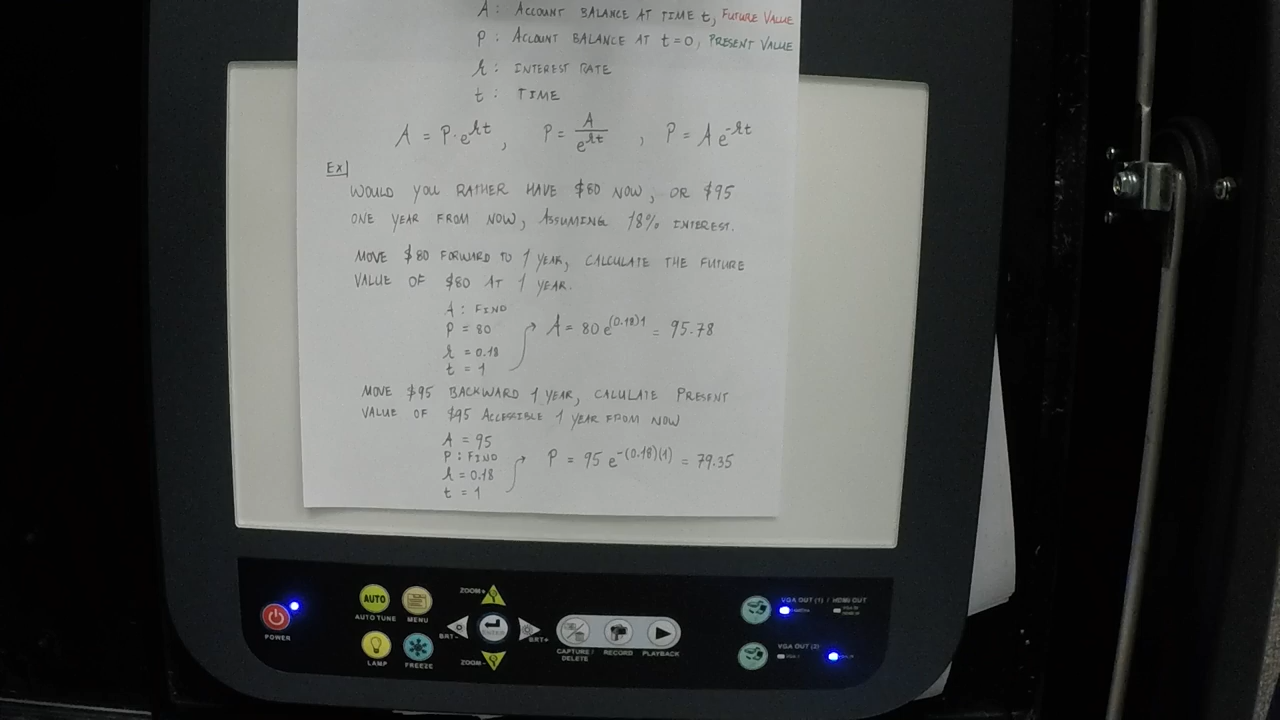 A: ACCOUNT BALANCE AT TIME t, FUTURE VALUE
P: ACCOUNT BALANCE AT t=0, PRESENT VALUE
r: INTEREST RATE
t: TIME
A = P·e^rt, P = A/e^rt, P = Ae^-rt
Ex]
WOULD YOU RATHER HAVE $80 NOW, OR $95
ONE YEAR FROM NOW, ASSUMING 18% INTEREST.
MOVE $80 FORWARD TO 1 YEAR, CALCULATE THE FUTURE
VALUE OF $80 AT 1 YEAR.
A: FIND
P = 80
r = 0.18
t = 1
A = 80e^(0.18)1 = 95.78
MOVE $95 BACKWARD 1 YEAR, CALULATE PRESENT
VALUE OF $95 ACCESSIBLE 1 YEAR FROM NOW
A = 95
P: FIND
r = 0.18
t = 1
P = 95 e^-(0.18)(1) = 79.35
POWER
AUTO
AUTO TUNE
MENU
LAMP
FREEZE
ZOOM+
BRT-
ENTER
BRT+
ZOOM-
CAPTURE/
DELETE
RECORD
PLAYBACK
VGA OUT (1) / HDMI OUT
VGA OUT (2)